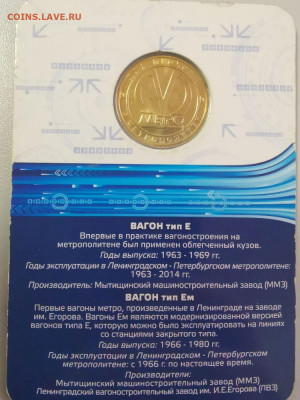 COINS.LAVE.RU
МЕТРО
ВАГОН тип Е
Впервые в практике вагоностроения на
метрополитене был применен облегченный кузов.
Годы выпуска: 1963 - 1969 гг.
Годы эксплуатации в Ленинградском - Петербургском метрополитене:
1963 - 2014 гг.
Производитель: Мытищинский машиностроительный завод (ММЗ)
ВАГОН тип Ем
Первые вагоны метро, произведенные в Ленинграде на заводе
им. Егорова. Вагоны Ем являются модернизированной версией
вагонов типа Е, которую можно было эксплуатировать на линиях
со станциями закрытого типа.
Годы выпуска: 1966 - 1980 гг.
Годы эксплуатации в Ленинградском - Петербургском
метрополитене: с 1966 г. по настоящее время.
Производители:
Мытищинский машиностроительный завод (ММЗ)
Ленинградский вагоностроительный завод им. И.Е.Егорова (ЛВЗ)